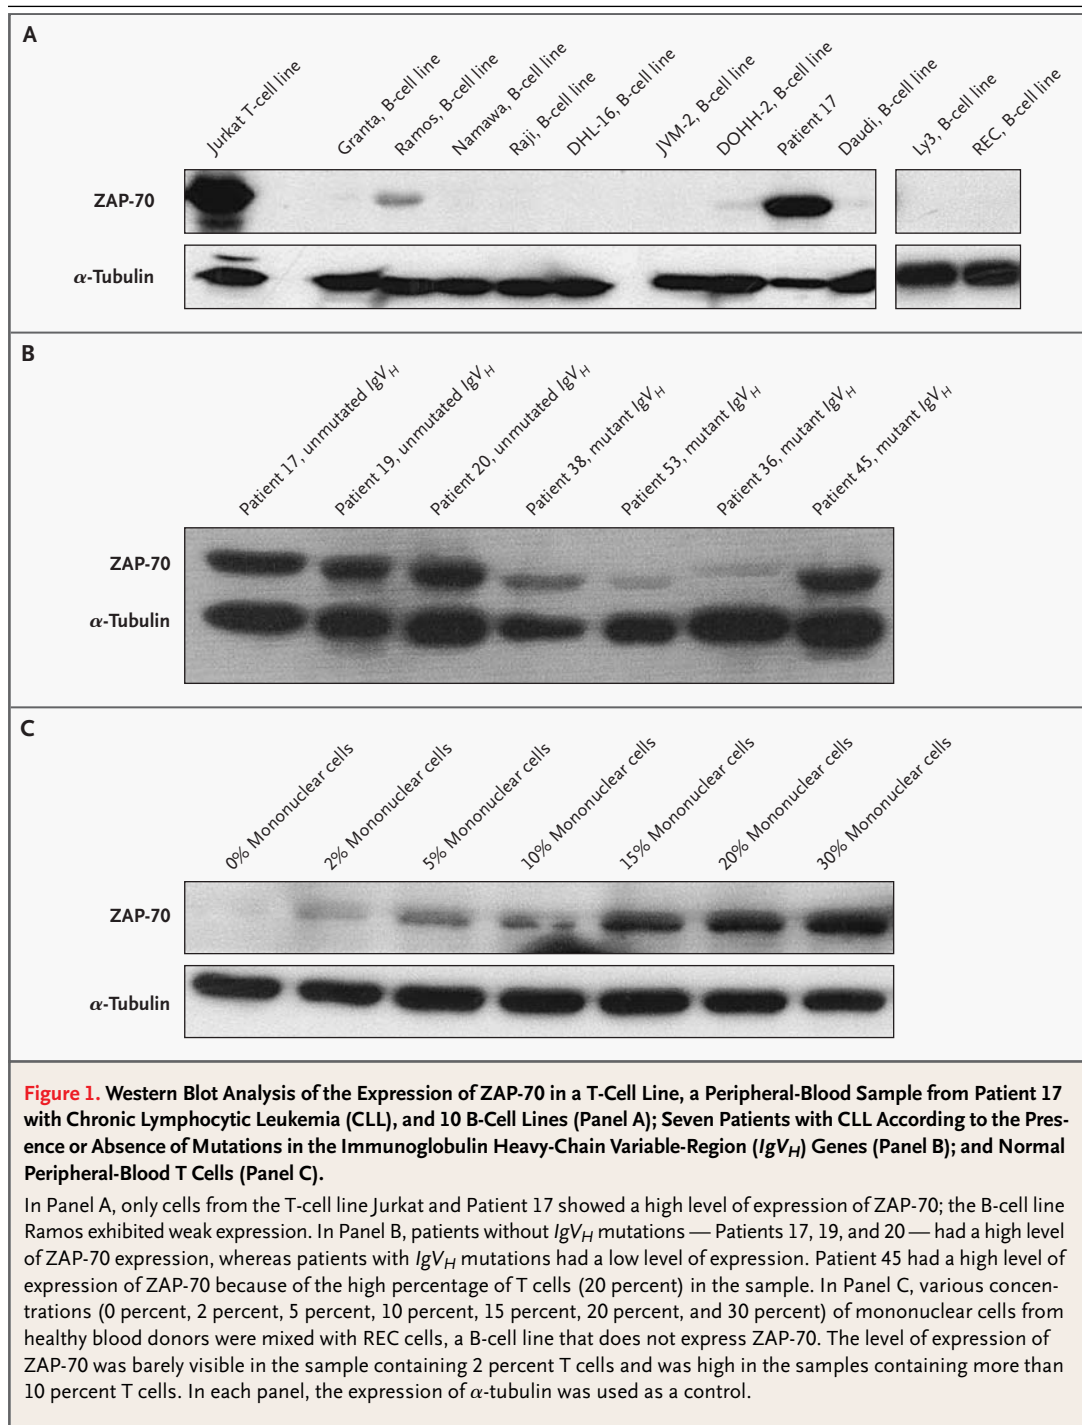 A
Jurkat T-cell line
Granta, B-cell line
Ramos, B-cell line
Namawa, B-cell line
Raji, B-cell line
DHL-16, B-cell line
JVM-2, B-cell line
DOHH-2, B-cell line
Patient 17
Daudi, B-cell line
Ly3, B-cell line
REC, B-cell line
ZAP-70
α-Tubulin
B
Patient 17, unmutated IgVH
Patient 19, unmutated IgVH
Patient 20, unmutated IgVH
Patient 38, mutant IgVH
Patient 53, mutant IgVH
Patient 36, mutant IgVH
Patient 45, mutant IgVH
ZAP-70
α-Tubulin
C
0% Mononuclear cells
2% Mononuclear cells
5% Mononuclear cells
10% Mononuclear cells
15% Mononuclear cells
20% Mononuclear cells
30% Mononuclear cells
ZAP-70
α-Tubulin
Figure 1. Western Blot Analysis of the Expression of ZAP-70 in a T-Cell Line, a Peripheral-Blood Sample from Patient 17
with Chronic Lymphocytic Leukemia (CLL), and 10 B-Cell Lines (Panel A); Seven Patients with CLL According to the Pres-
ence or Absence of Mutations in the Immunoglobulin Heavy-Chain Variable-Region (IgVH) Genes (Panel B); and Normal
Peripheral-Blood T Cells (Panel C).
In Panel A, only cells from the T-cell line Jurkat and Patient 17 showed a high level of expression of ZAP-70; the B-cell line
Ramos exhibited weak expression. In Panel B, patients without IgVH mutations — Patients 17, 19, and 20 — had a high level
of ZAP-70 expression, whereas patients with IgVH mutations had a low level of expression. Patient 45 had a high level of
expression of ZAP-70 because of the high percentage of T cells (20 percent) in the sample. In Panel C, various concen-
trations (0 percent, 2 percent, 5 percent, 10 percent, 15 percent, 20 percent, and 30 percent) of mononuclear cells from
healthy blood donors were mixed with REC cells, a B-cell line that does not express ZAP-70. The level of expression of
ZAP-70 was barely visible in the sample containing 2 percent T cells and was high in the samples containing more than
10 percent T cells. In each panel, the expression of α-tubulin was used as a control.